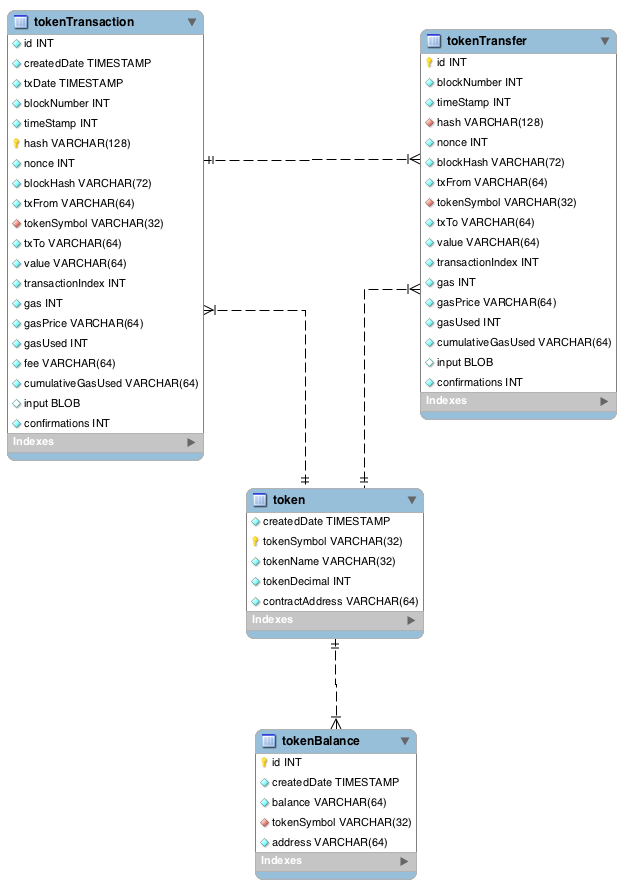 tokenTransaction
id INT
createdDate TIMESTAMP
txDate TIMESTAMP
blockNumber INT
timeStamp INT
hash VARCHAR(128)
nonce INT
blockHash VARCHAR(72)
txFrom VARCHAR(64)
tokenSymbol VARCHAR(32)
txTo VARCHAR(64)
value VARCHAR(64)
transactionIndex INT
gas INT
gasPrice VARCHAR(64)
gasUsed INT
fee VARCHAR(64)
cumulativeGasUsed VARCHAR(64)
input BLOB
confirmations INT
Indexes
tokenTransfer
id INT
blockNumber INT
timeStamp INT
hash VARCHAR(128)
nonce INT
blockHash VARCHAR(72)
txFrom VARCHAR(64)
tokenSymbol VARCHAR(32)
txTo VARCHAR(64)
value VARCHAR(64)
transactionIndex INT
gas INT
gasPrice VARCHAR(64)
gasUsed INT
cumulativeGasUsed VARCHAR(64)
input BLOB
confirmations INT
Indexes
token
createdDate TIMESTAMP
tokenSymbol VARCHAR(32)
tokenName VARCHAR(32)
tokenDecimal INT
contractAddress VARCHAR(64)
Indexes
tokenBalance
id INT
createdDate TIMESTAMP
balance VARCHAR(64)
tokenSymbol VARCHAR(32)
address VARCHAR(64)
Indexes